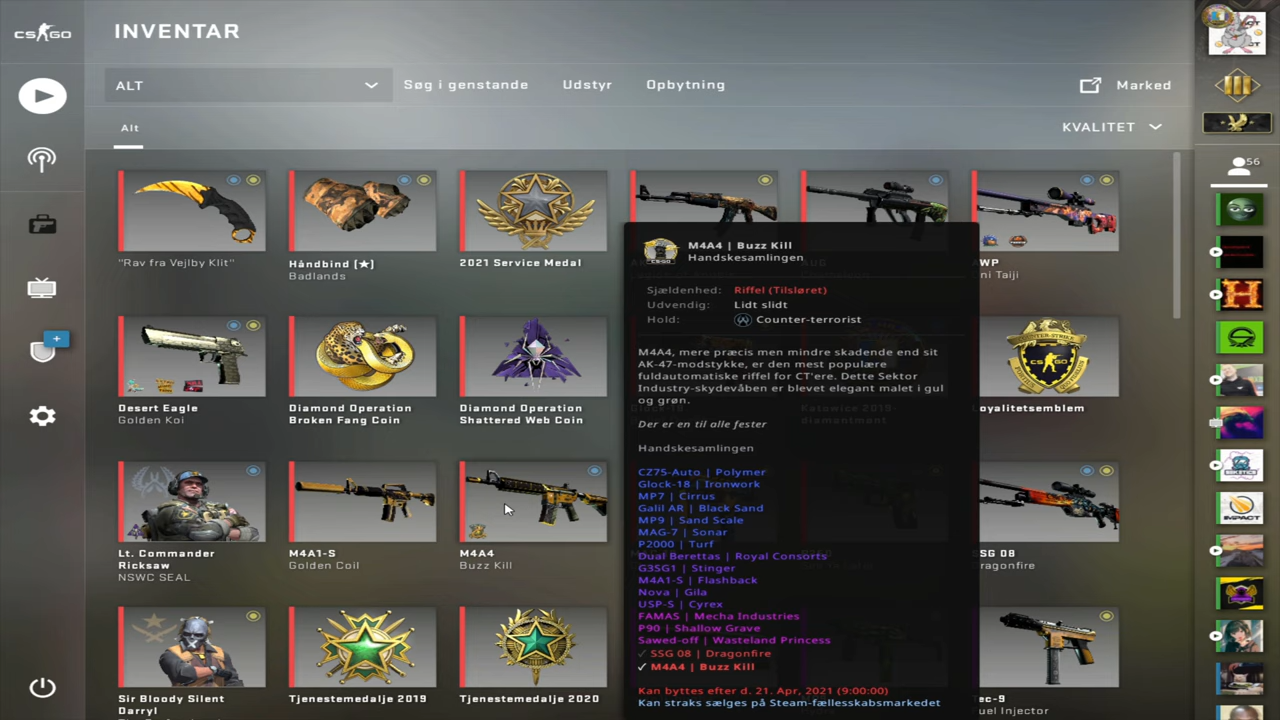 CS GO
INVENTAR
ALT
Søg i genstande
Udstyr
Opbytning
Marked
Alt
KVALITET
56
"Rav fra Vejlby Klit"
Håndbind (★)
Badlands
2021 Service Medal
AWP
Oni Taiji
M4A4 | Buzz Kill
Handskesamlingen
Sjældenhed: Riffel (Tilsløret)
Udvendig: Lidt slidt
Hold: Counter-terrorist
M4A4, mere præcis men mindre skadende end sit
AK-47-modstykke, er den mest populære
fuldautomatiske riffel for CT'ere. Dette Sektor
Industry-skydevåben er blevet elegant malet i gul
og grøn.
Der er en til alle fester
Handskesamlingen
CZ75-Auto | Polymer
Glock-18 | Ironwork
MP7 | Cirrus
Galil AR | Black Sand
MP9 | Sand Scale
MAG-7 | Sonar
P2000 | Turf
Dual Berettas | Royal Consorts
G3SG1 | Stinger
M4A1-S | Flashback
Nova | Gila
USP-S | Cyrex
FAMAS | Mecha Industries
P90 | Shallow Grave
Sawed-off | Wasteland Princess
✓ SSG 08 | Dragonfire
✓ M4A4 | Buzz Kill
Kan byttes efter d. 21. Apr, 2021 (9:00:00)
Kan straks sælges på Steam-fællesskabsmarkedet
Desert Eagle
Golden Koi
Diamond Operation
Broken Fang Coin
Diamond Operation
Shattered Web Coin
Loyalitetsemblem
Lt. Commander
Ricksaw
NSWC SEAL
M4A1-S
Golden Coil
M4A4
Buzz Kill
SSG 08
Dragonfire
Sir Bloody Silent
Darryl
Tjenestemedalje 2019
Tjenestemedalje 2020
Tec-9
Fuel Injector
IMPACT